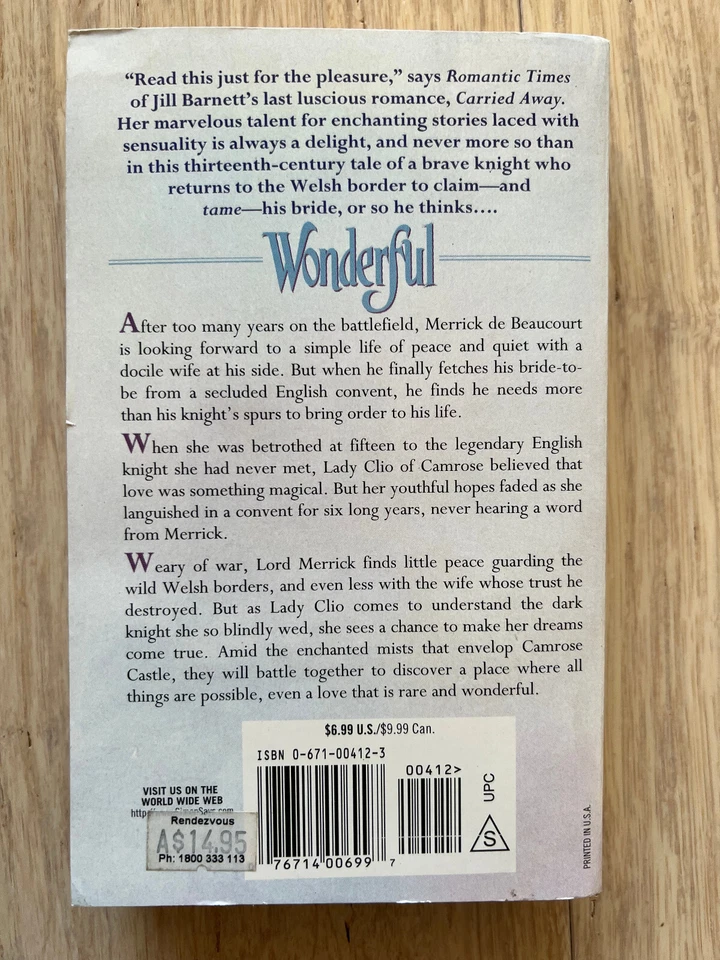 “Read this just for the pleasure,” says Romantic Times
of Jill Barnett’s last luscious romance, Carried Away.
Her marvelous talent for enchanting stories laced with
sensuality is always a delight, and never more so than
in this thirteenth-century tale of a brave knight who
returns to the Welsh border to claim—and
tame—his bride, or so he thinks....
Wonderful
After too many years on the battlefield, Merrick de Beaucourt
is looking forward to a simple life of peace and quiet with a
docile wife at his side. But when he finally fetches his bride-to-
be from a secluded English convent, he finds he needs more
than his knight’s spurs to bring order to his life.
When she was betrothed at fifteen to the legendary English
knight she had never met, Lady Clio of Camrose believed that
love was something magical. But her youthful hopes faded as she
languished in a convent for six long years, never hearing a word
from Merrick.
Weary of war, Lord Merrick finds little peace guarding the
wild Welsh borders, and even less with the wife whose trust he
destroyed. But as Lady Clio comes to understand the dark
knight she so blindly wed, she sees a chance to make her dreams
come true. Amid the enchanted mists that envelop Camrose
Castle, they will battle together to discover a place where all
things are possible, even a love that is rare and wonderful.
$6.99 U.S./$9.99 Can.
ISBN 0-671-00412-3
00412>
UPC
S
76714 00699 7
VISIT US ON THE
WORLD WIDE WEB
Rendezvous
A$14.95
Ph: 1800 333 113
PRINTED IN U.S.A.